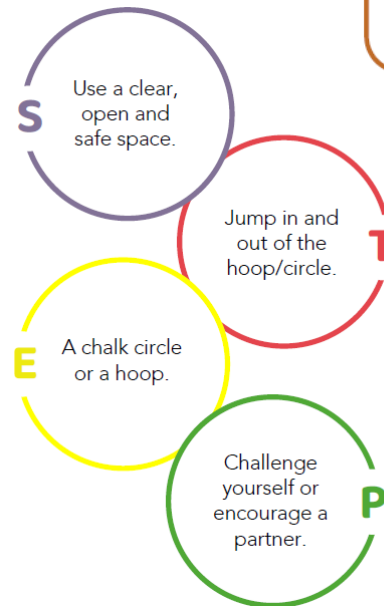 S
Use a clear,
open and
safe space.
T
Jump in and
out of the
hoop/circle.
E
A chalk circle
or a hoop.
P
Challenge
yourself or
encourage a
partner.